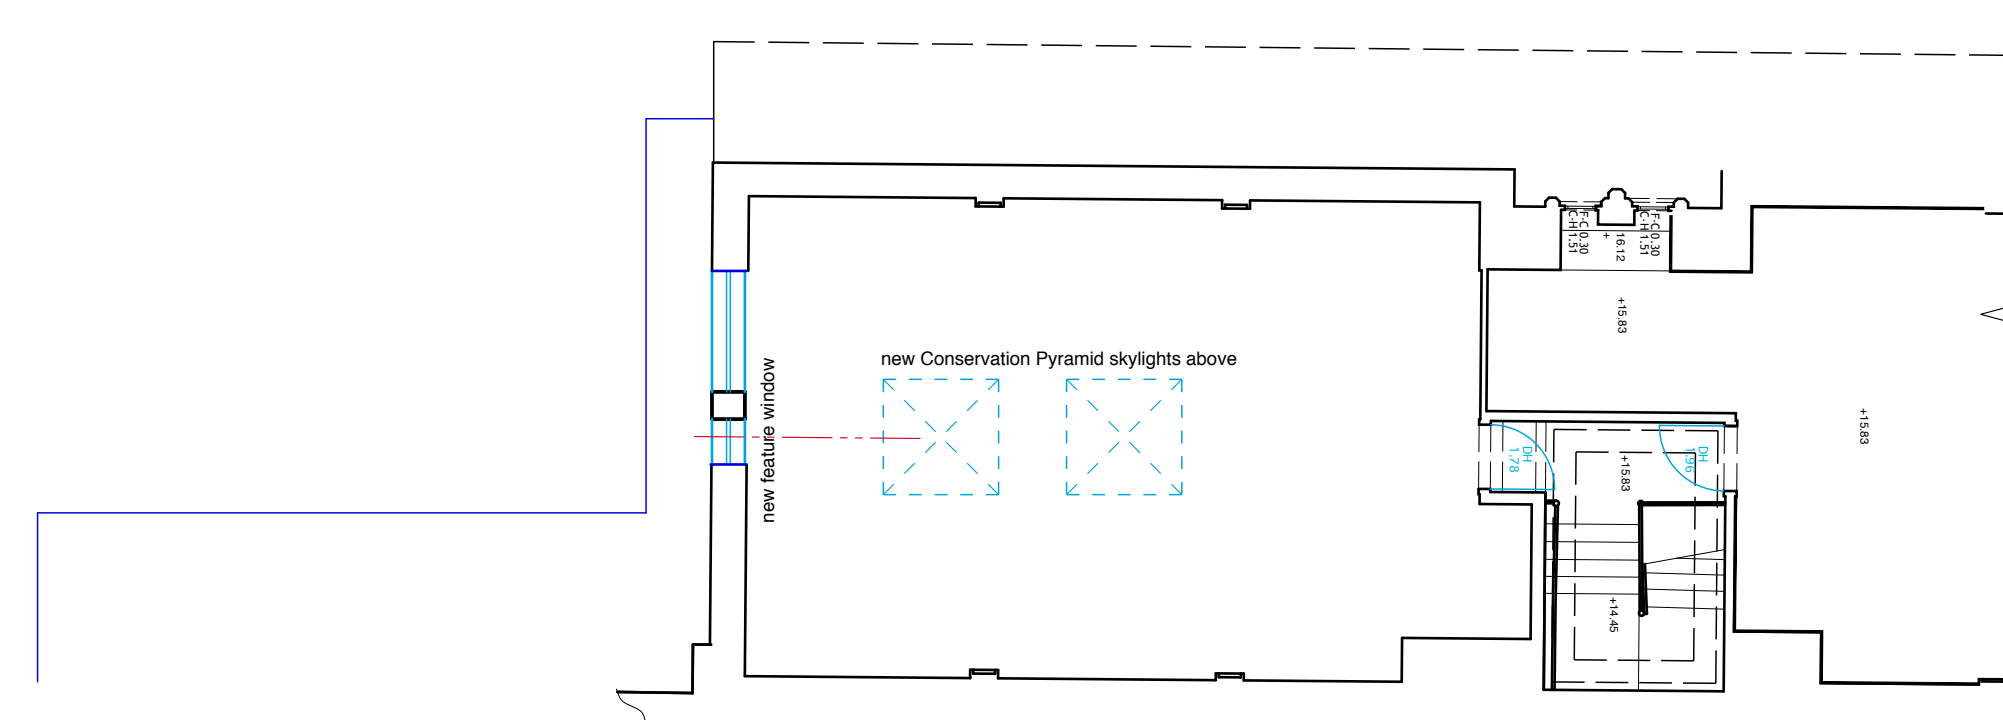 new Conservation Pyramid skylights above
new feature window
F-C 0.30
C-H 1.51
16.12
+
F-C 0.30
C-H 1.51
+15.83
+15.83
DH
1.78
+15.83
DH
1.96
+14.45